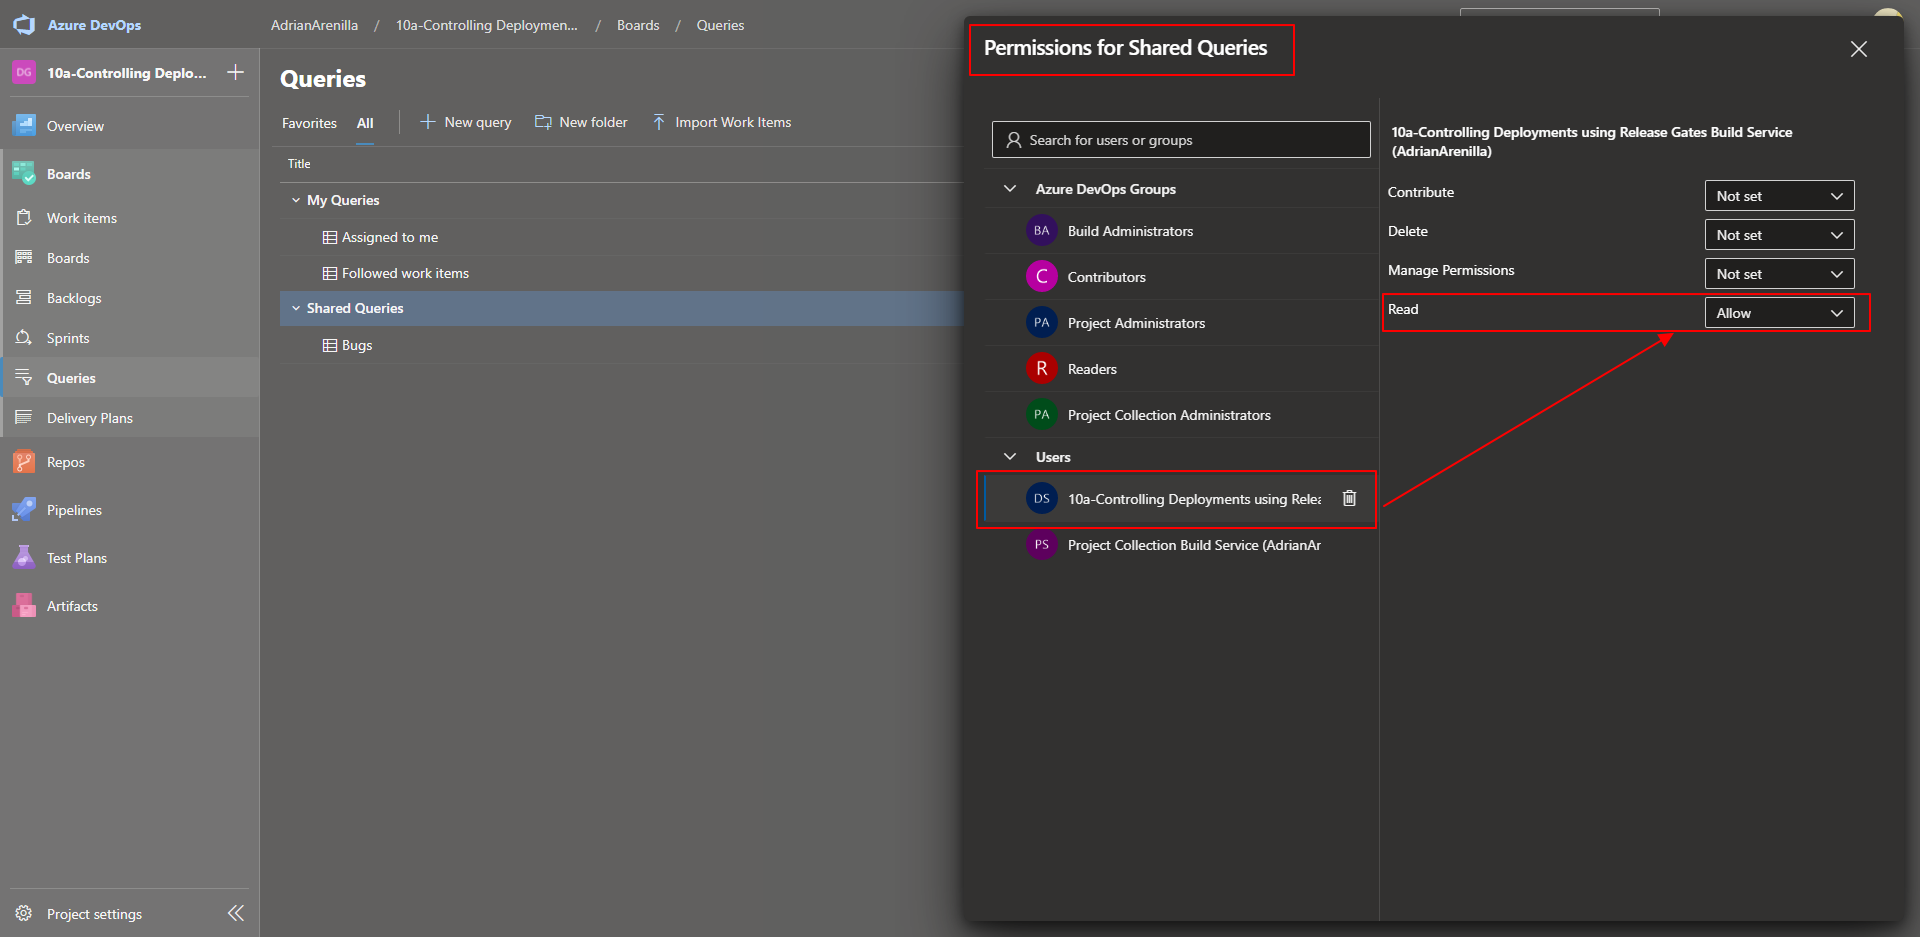 Azure DevOps
AdrianArenilla / 10a-Controlling Deploymen... / Boards / Queries
DG 10a-Controlling Deplo...
Overview
Boards
Work items
Boards
Backlogs
Sprints
Queries
Delivery Plans
Repos
Pipelines
Test Plans
Artifacts
Project settings
Queries
Favorites All New query New folder Import Work Items
Title
My Queries
Assigned to me
Followed work items
Shared Queries
Bugs
Permissions for Shared Queries
Search for users or groups
Azure DevOps Groups
BA Build Administrators
C Contributors
PA Project Administrators
R Readers
PA Project Collection Administrators
Users
DS 10a-Controlling Deployments using Relea
PS Project Collection Build Service (AdrianAr
10a-Controlling Deployments using Release Gates Build Service
(AdrianArenilla)
Contribute Not set
Delete Not set
Manage Permissions Not set
Read Allow